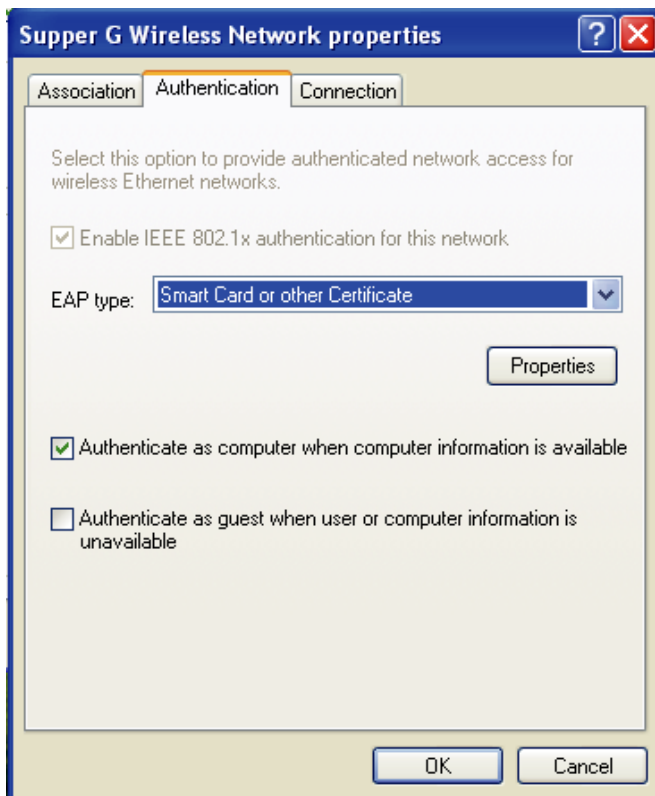 Supper G Wireless Network properties
Association Authentication Connection
Select this option to provide authenticated network access for
wireless Ethernet networks.
Enable IEEE 802.1x authentication for this network
EAP type: Smart Card or other Certificate
Properties
Authenticate as computer when computer information is available
Authenticate as guest when user or computer information is
unavailable
OK Cancel